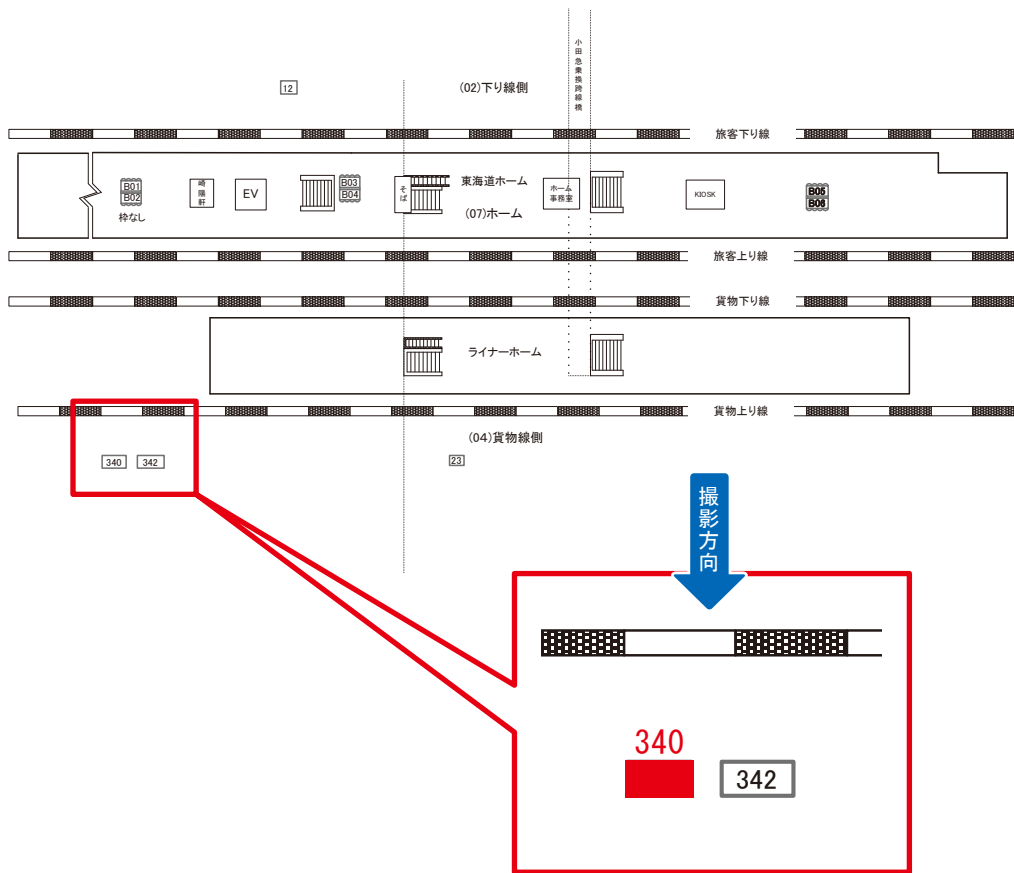 小田急乗換跨線橋
12
(02)下り線側
旅客下り線
B01
B02
枠なし
崎陽軒
EV
B03
B04
そば
東海道ホーム
(07)ホーム
ホーム
事務室
KIOSK
B05
B06
旅客上り線
貨物下り線
ライナーホーム
貨物上り線
(04)貨物線側
340
342
23
撮影方向
340
342